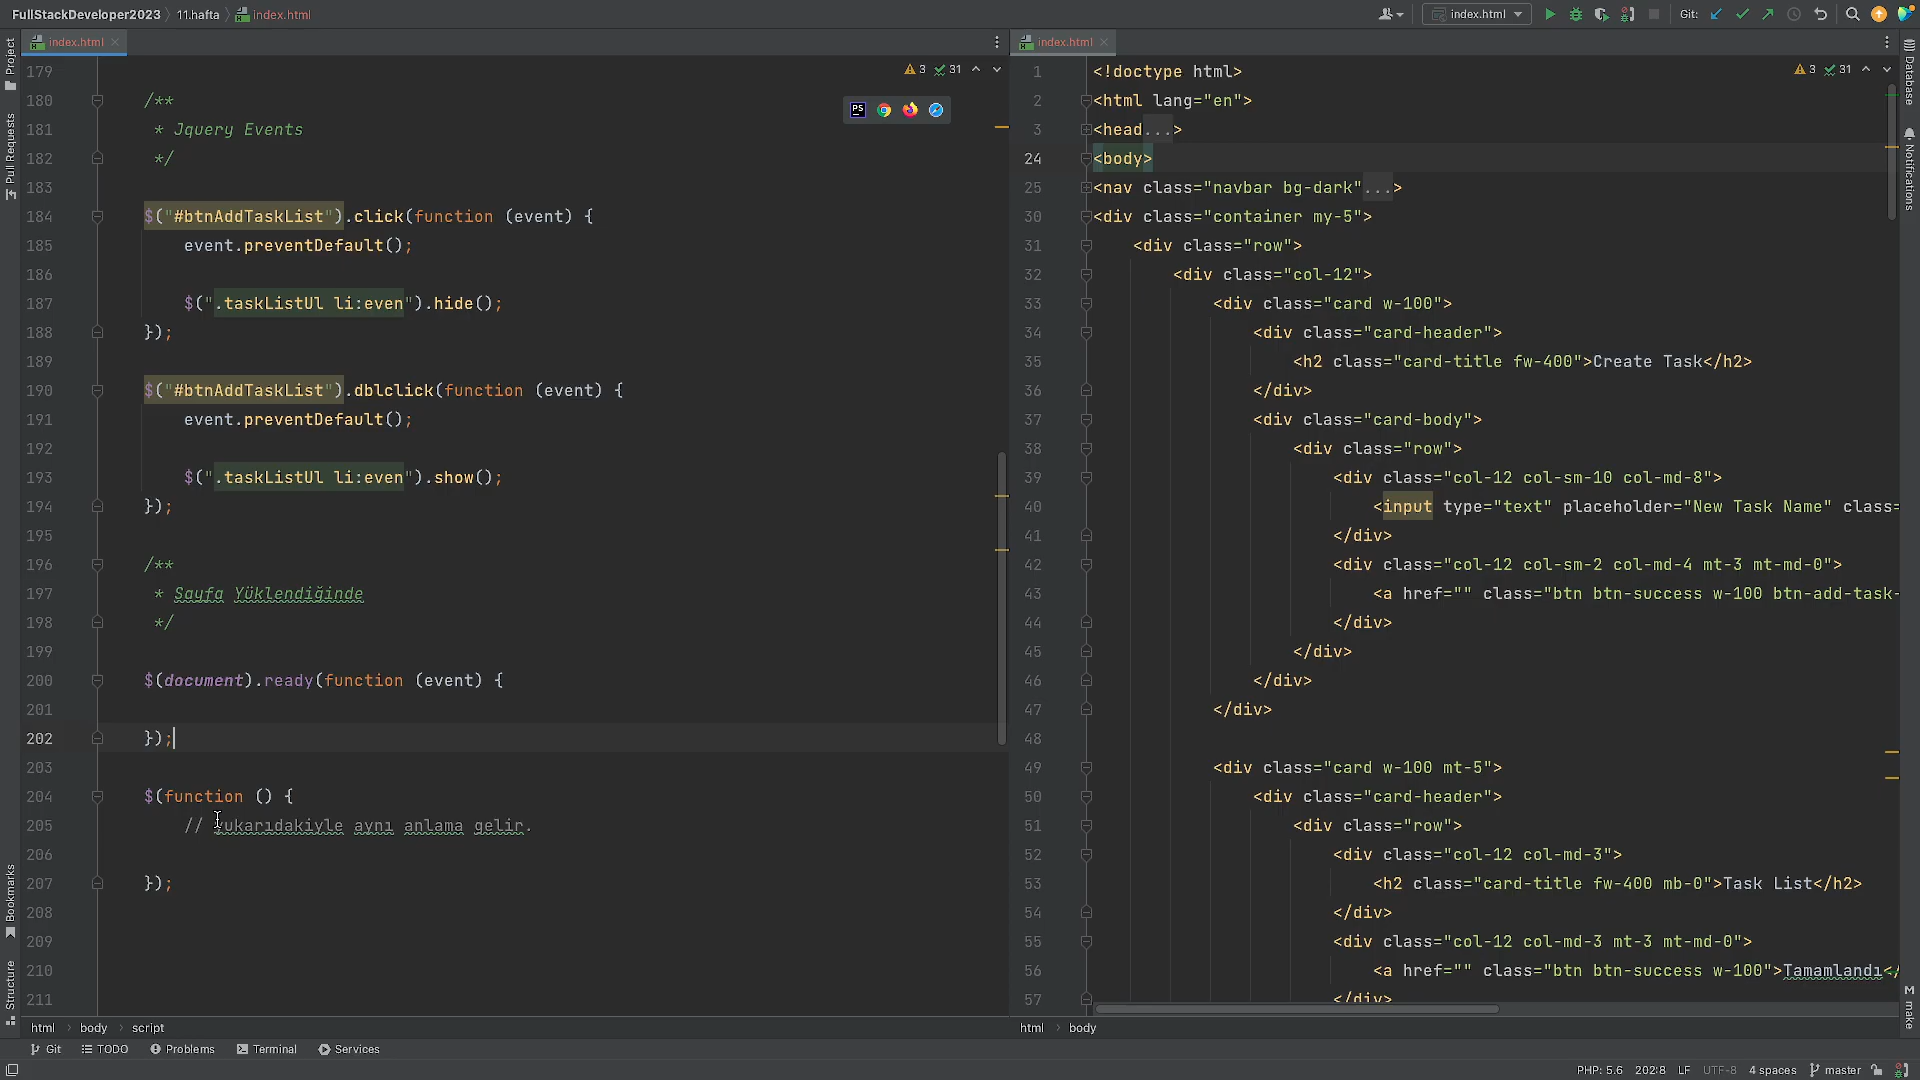 FullStackDeveloper2023 11.hafta index.html
index.html Git:
index.html
index.html
Project
Pull Requests
Bookmarks
Structure
Database
Notifications
make
3 31
3 31
179
180 /**
181 * Jquery Events
182 */
183
184 $("#btnAddTaskList").click(function (event) {
185 event.preventDefault();
186
187 $(".taskListUl li:even").hide();
188 });
189
190 $("#btnAddTaskList").dblclick(function (event) {
191 event.preventDefault();
192
193 $(".taskListUl li:even").show();
194 });
195
196 /**
197 * Sayfa Yüklendiğinde
198 */
199
200 $(document).ready(function (event) {
201
202 });
203
204 $(function () {
205 // Yukarıdakiyle aynı anlama gelir.
206
207 });
208
209
210
211
1 <!doctype html>
2 <html lang="en">
3 <head...>
24 <body>
25 <nav class="navbar bg-dark"...>
30 <div class="container my-5">
31 <div class="row">
32 <div class="col-12">
33 <div class="card w-100">
34 <div class="card-header">
35 <h2 class="card-title fw-400">Create Task</h2>
36 </div>
37 <div class="card-body">
38 <div class="row">
39 <div class="col-12 col-sm-10 col-md-8">
40 <input type="text" placeholder="New Task Name" class=
41 </div>
42 <div class="col-12 col-sm-2 col-md-4 mt-3 mt-md-0">
43 <a href="" class="btn btn-success w-100 btn-add-task-
44 </div>
45 </div>
46 </div>
47 </div>
48
49 <div class="card w-100 mt-5">
50 <div class="card-header">
51 <div class="row">
52 <div class="col-12 col-md-3">
53 <h2 class="card-title fw-400 mb-0">Task List</h2>
54 </div>
55 <div class="col-12 col-md-3 mt-3 mt-md-0">
56 <a href="" class="btn btn-success w-100">Tamamlandı</
57 </div>
html body script
html body
Git TODO Problems Terminal Services
PHP: 5.6 202:8 LF UTF-8 4 spaces master